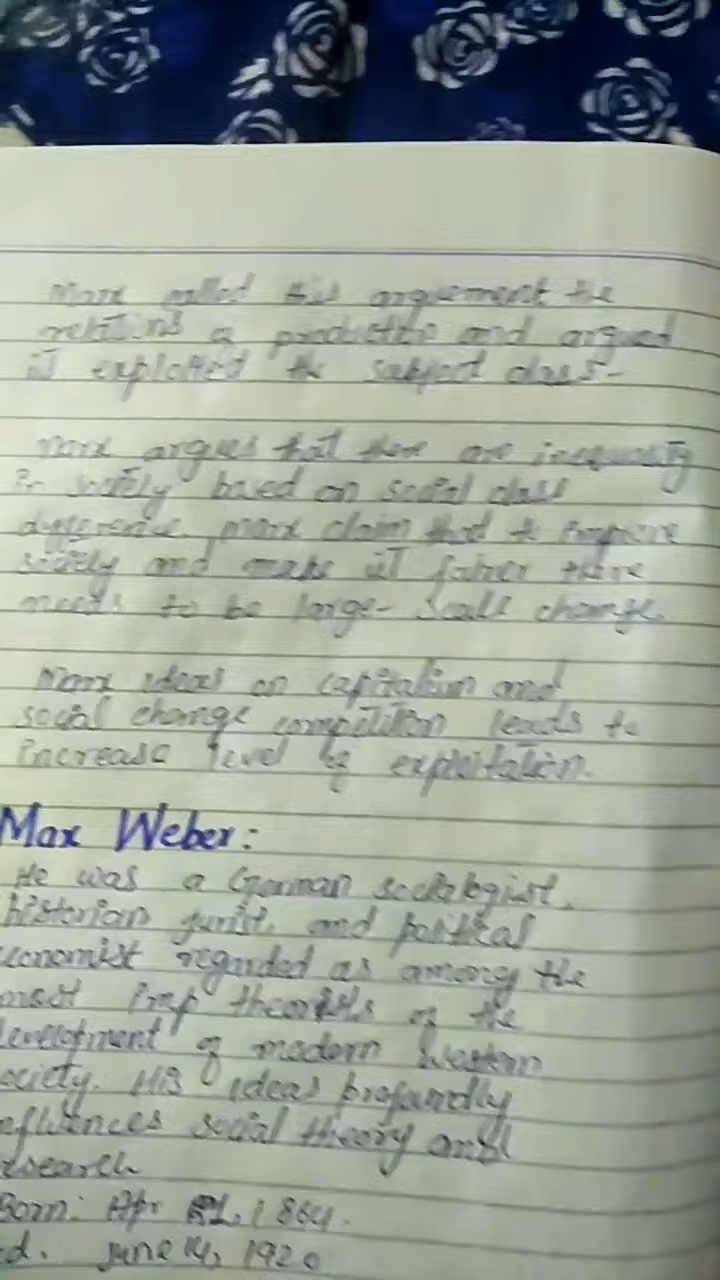 Marx called this arguement the
relations of production and argued
it exploited the subject class-
Marx argues that there are inequality
in society based on social class
difference. Marx claim that to improve
society and make it fairer there
needs to be large- scale change.
Marx ideas on capitalism and
social change competition leads to
increase level of exploitation.
Max Weber:
He was a German sociologist,
historian jurist, and political
conomist regarded as among the
most imp theorists of the
development of modern western
ociety. His ideas profoundly
nfluences social theory and
esearch
Born: Apr 21, 1864.
d. June 14, 1920